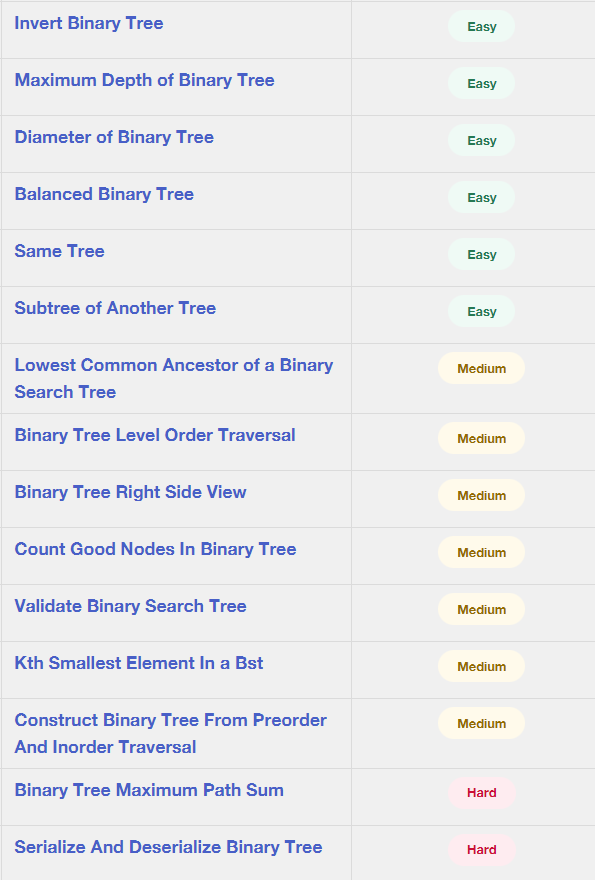 Invert Binary Tree
Easy
Maximum Depth of Binary Tree
Easy
Diameter of Binary Tree
Easy
Balanced Binary Tree
Easy
Same Tree
Easy
Subtree of Another Tree
Easy
Lowest Common Ancestor of a Binary
Search Tree
Medium
Binary Tree Level Order Traversal
Medium
Binary Tree Right Side View
Medium
Count Good Nodes In Binary Tree
Medium
Validate Binary Search Tree
Medium
Kth Smallest Element In a Bst
Medium
Construct Binary Tree From Preorder
And Inorder Traversal
Medium
Binary Tree Maximum Path Sum
Hard
Serialize And Deserialize Binary Tree
Hard